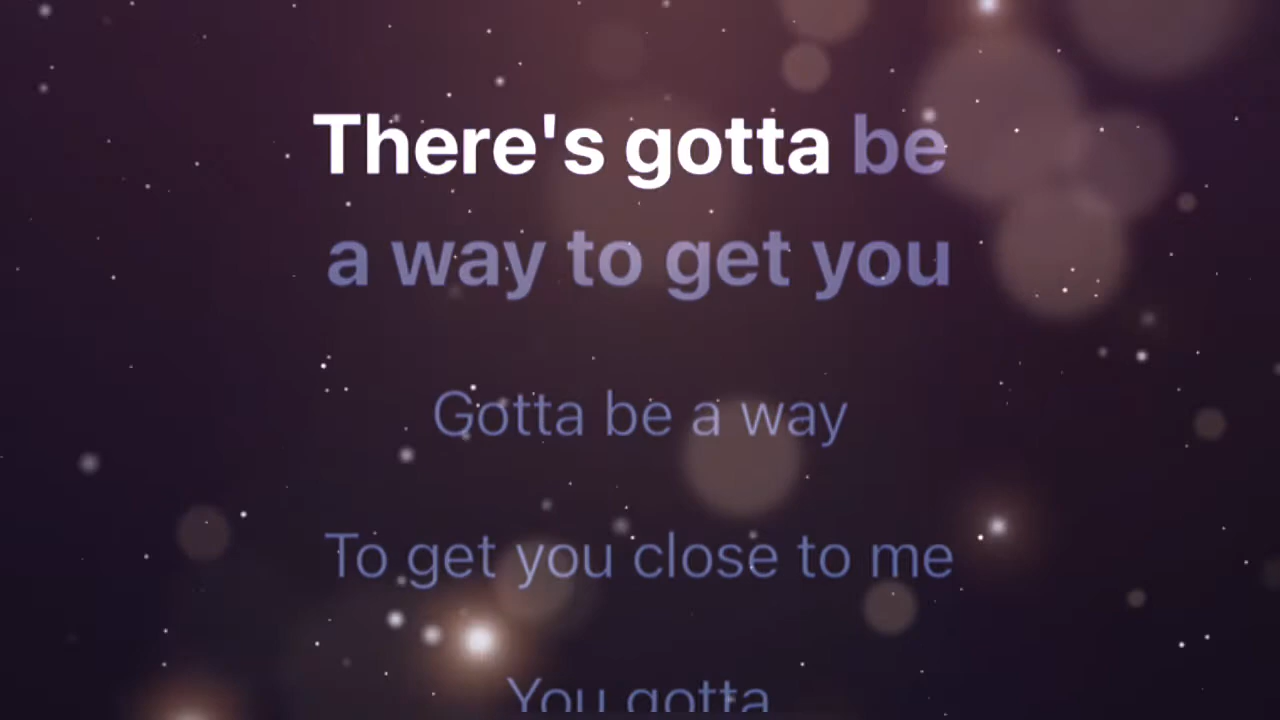 There's gotta be
a way to get you
Gotta be a way
To get you close to me
You gotta